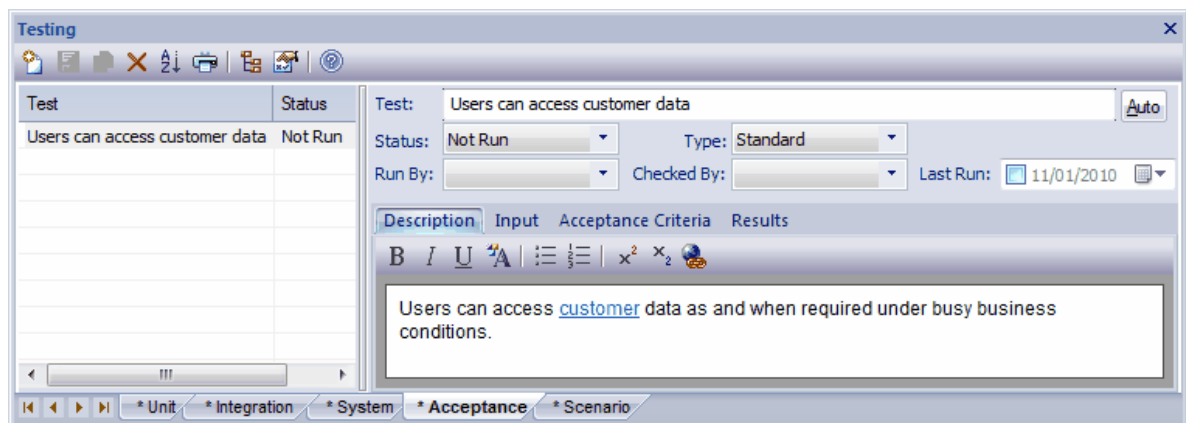 Testing
Test Status
Users can access customer data Not Run
Test: Users can access customer data Auto
Status: Not Run Type: Standard
Run By: Checked By: Last Run: 11/01/2010
Description Input Acceptance Criteria Results
B I U A x² x₂
Users can access customer data as and when required under busy business
conditions.
* Unit * Integration * System * Acceptance * Scenario